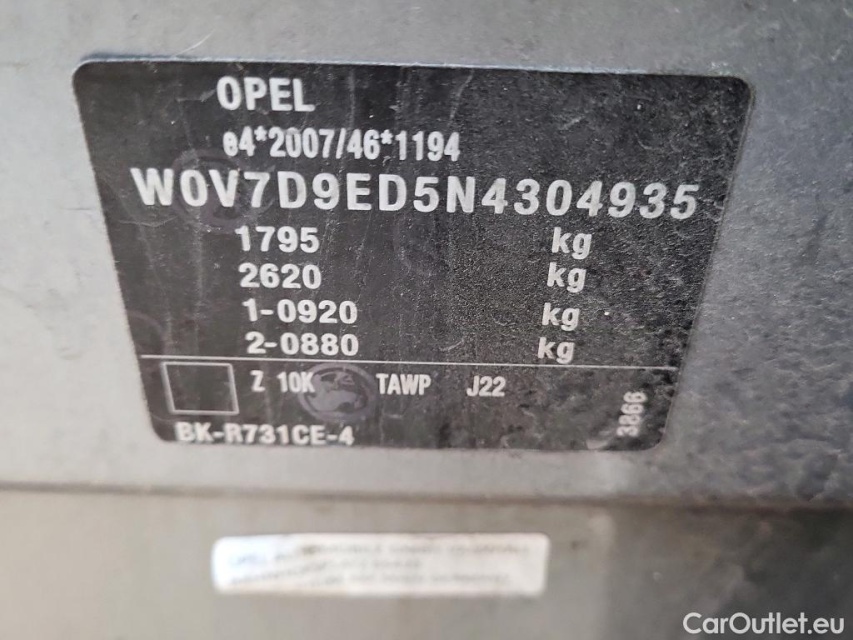 OPEL
e4*2007/46*1194
W0V7D9ED5N4304935
1795 kg
2620 kg
1-0920 kg
2-0880 kg
Z 10K TAWP J22
3866
BK-R731CE-4
CarOutlet.eu